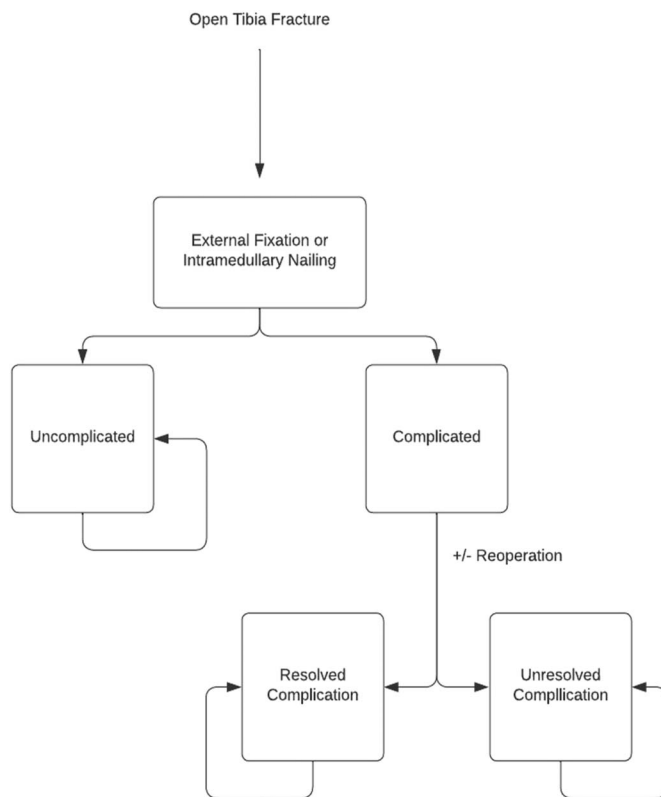 Open Tibia Fracture
External Fixation or
Intramedullary Nailing
Uncomplicated
Complicated
+/- Reoperation
Resolved
Complication
Unresolved
Compllication